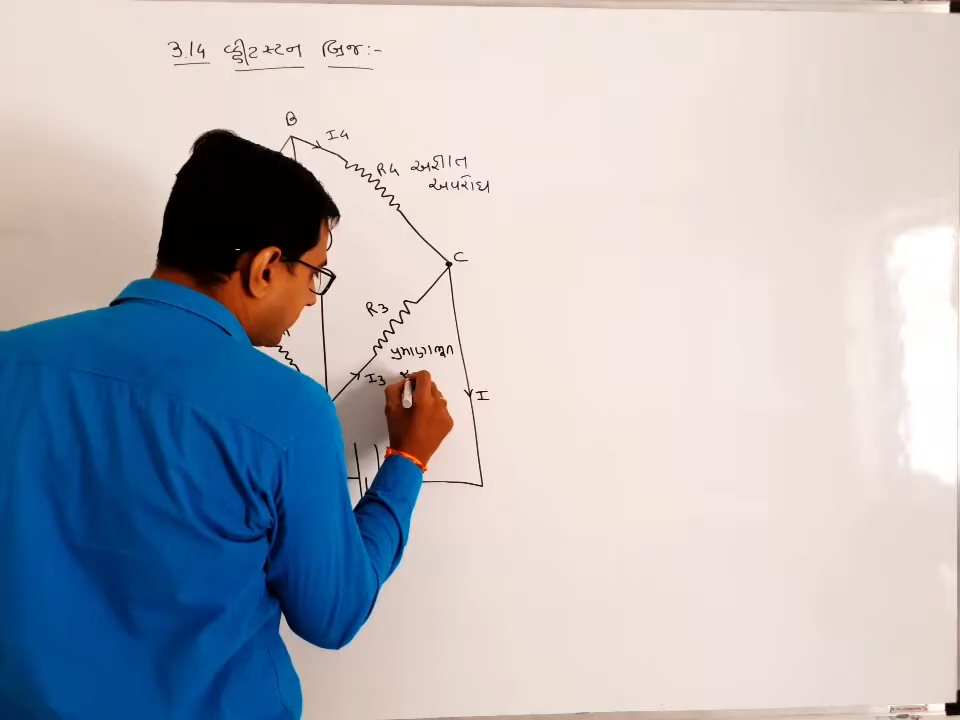 3.14 વ્હીટસ્ટન બ્રિજ:-
B
I4
R4 અજ્ઞાત
અવરોધ
C
R3
પ્રમાણભૂત
I3
I